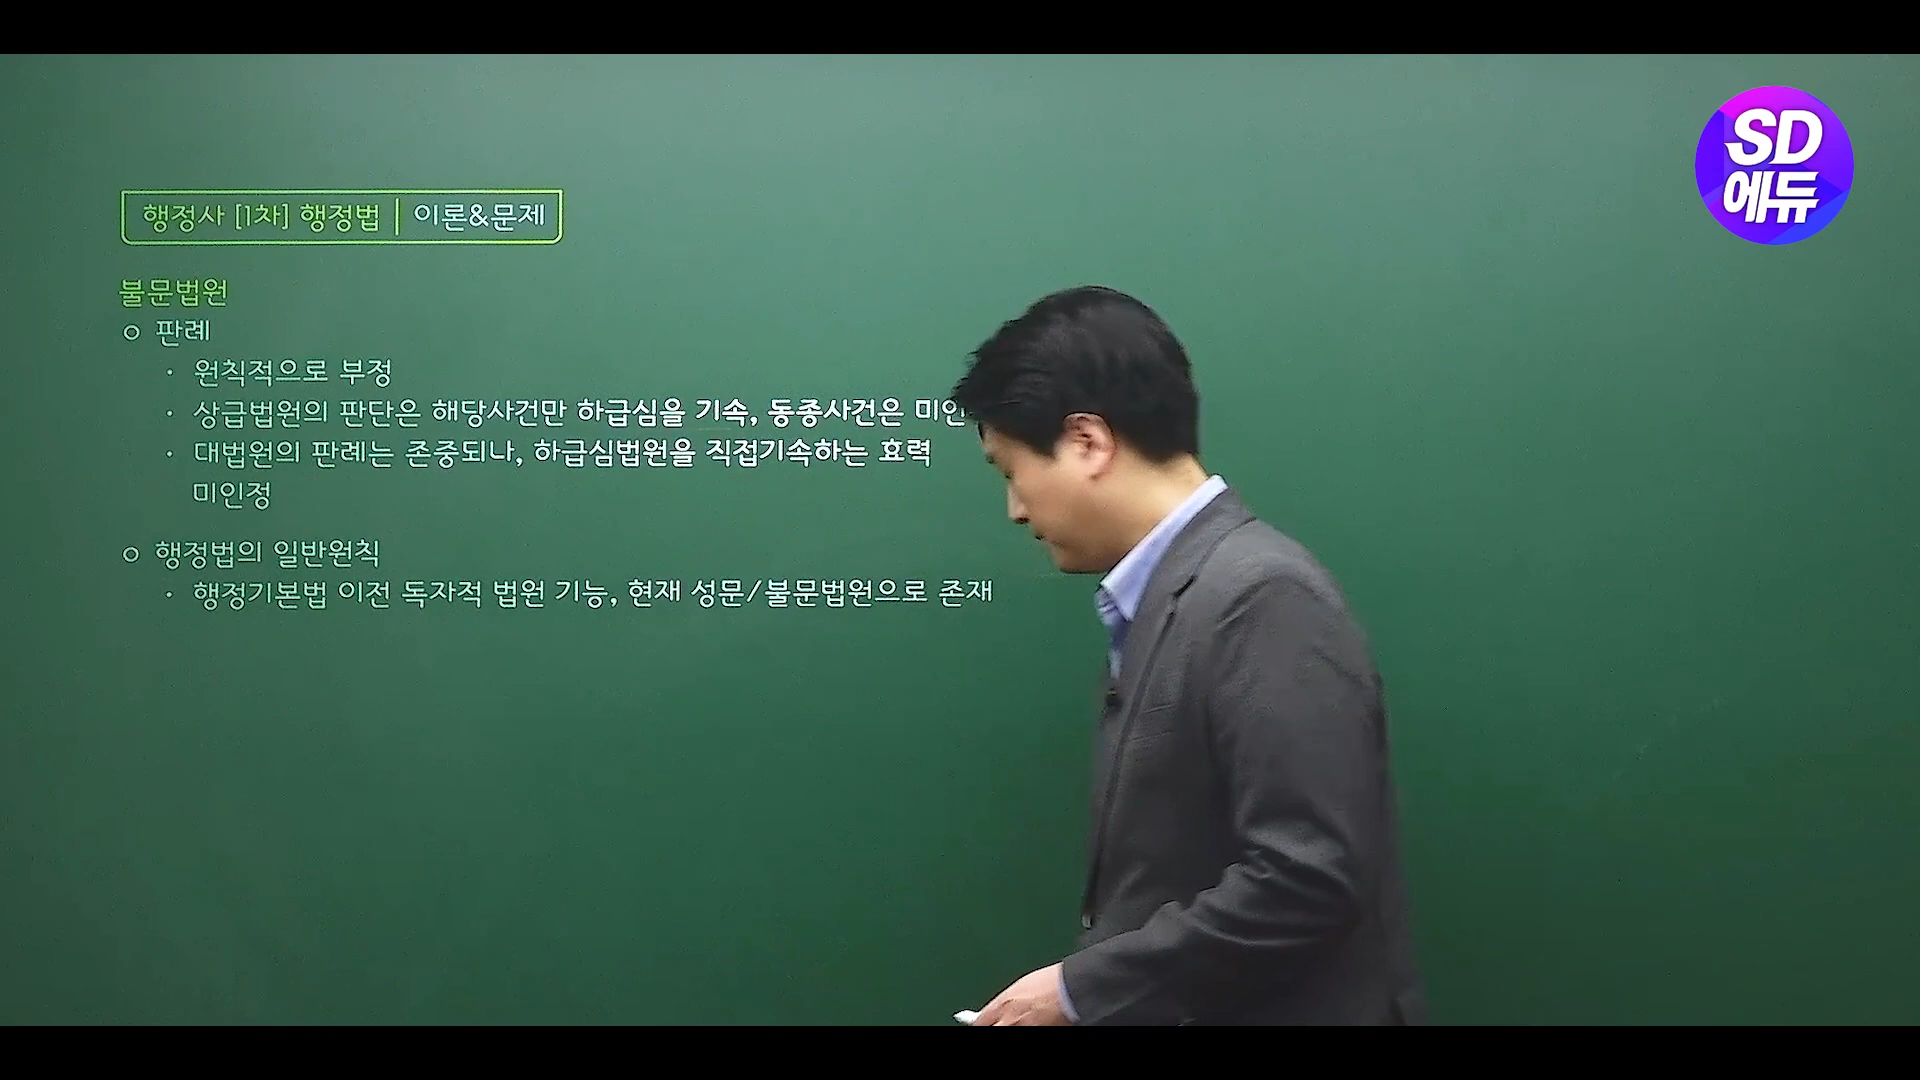 행정사 [1차] 행정법 | 이론&문제
SD
에듀
불문법원
○ 판례
· 원칙적으로 부정
· 상급법원의 판단은 해당사건만 하급심을 기속, 동종사건은
· 대법원의 판례는 존중되나, 하급심법원을 직접기속하는 효력
미인정
○ 행정법의 일반원칙
· 행정기본법 이전 독자적 법원 기능, 현재 성문/불문법원으로 존재